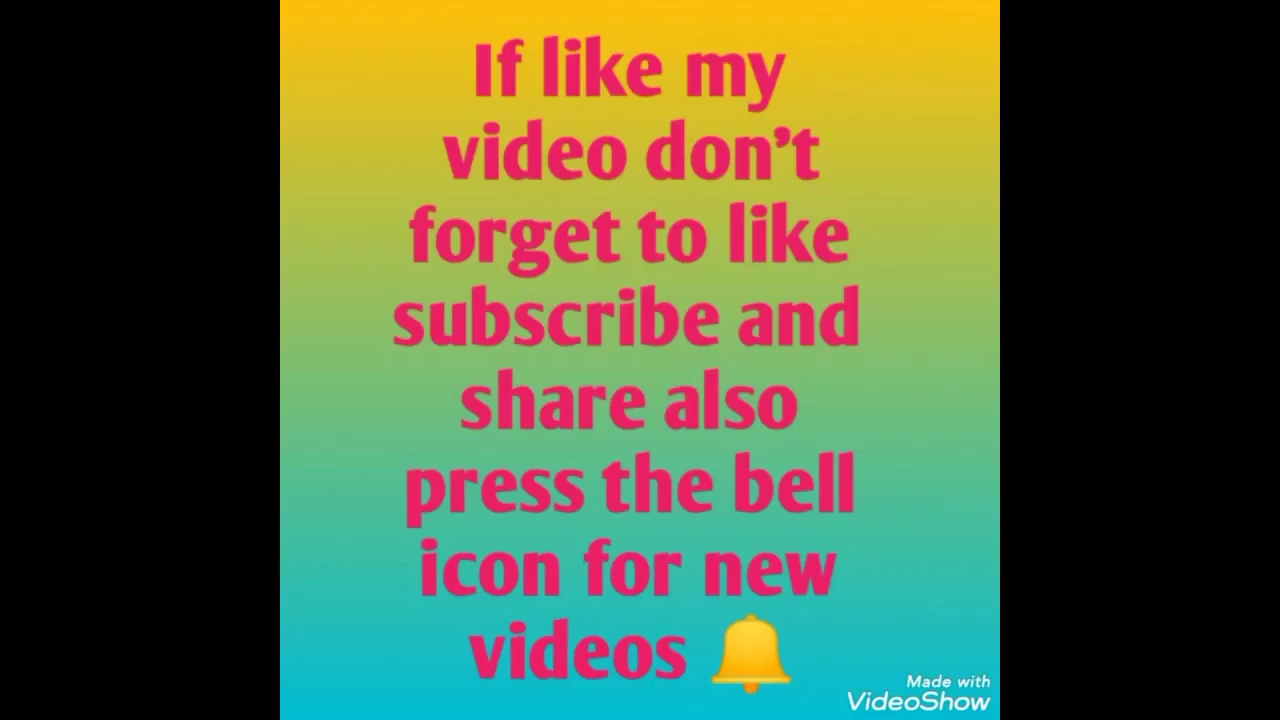 If like my
video don't
forget to like
subscribe and
share also
press the bell
icon for new
videos 🔔
Made with
VideoShow